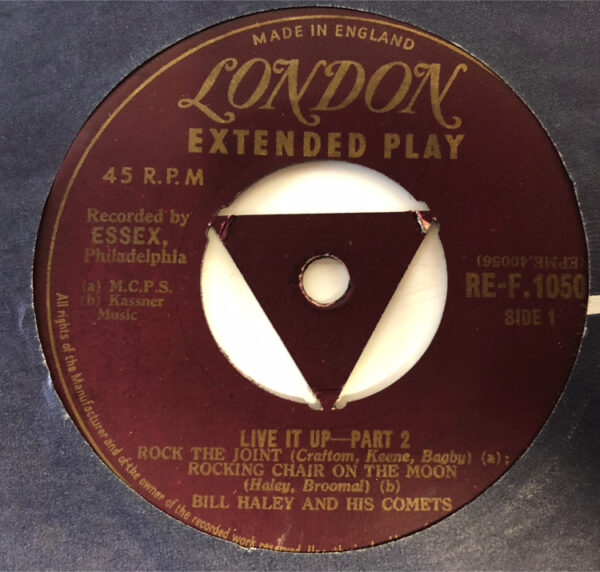 MADE IN ENGLAND
LONDON
EXTENDED PLAY
45 R.P.M
Recorded by
ESSEX,
Philadelphia
(a) M.C.P.S.
(b) Kassner
Music
(EPME.40056)
RE-F.1050
SIDE 1
LIVE IT UP—PART 2
ROCK THE JOINT (Craftom, Keene, Bagby) (a);
ROCKING CHAIR ON THE MOON
(Haley, Broomal) (b)
BILL HALEY AND HIS COMETS
All rights of the Manufacturer and of the owner of the recorded work reserved